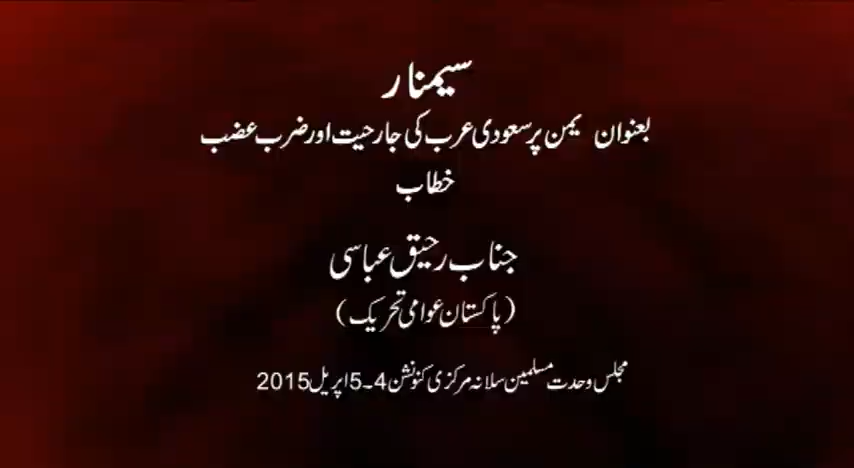 سیمنار
بعنوان یمن پر سعودی عرب کی جارحیت اور ضرب عضب
خطاب
جناب رحیق عباسی
(پاکستان عوامی تحریک)
مجلس وحدت مسلمین سلانہ مرکزی کنونشن 4۔5 اپریل 2015